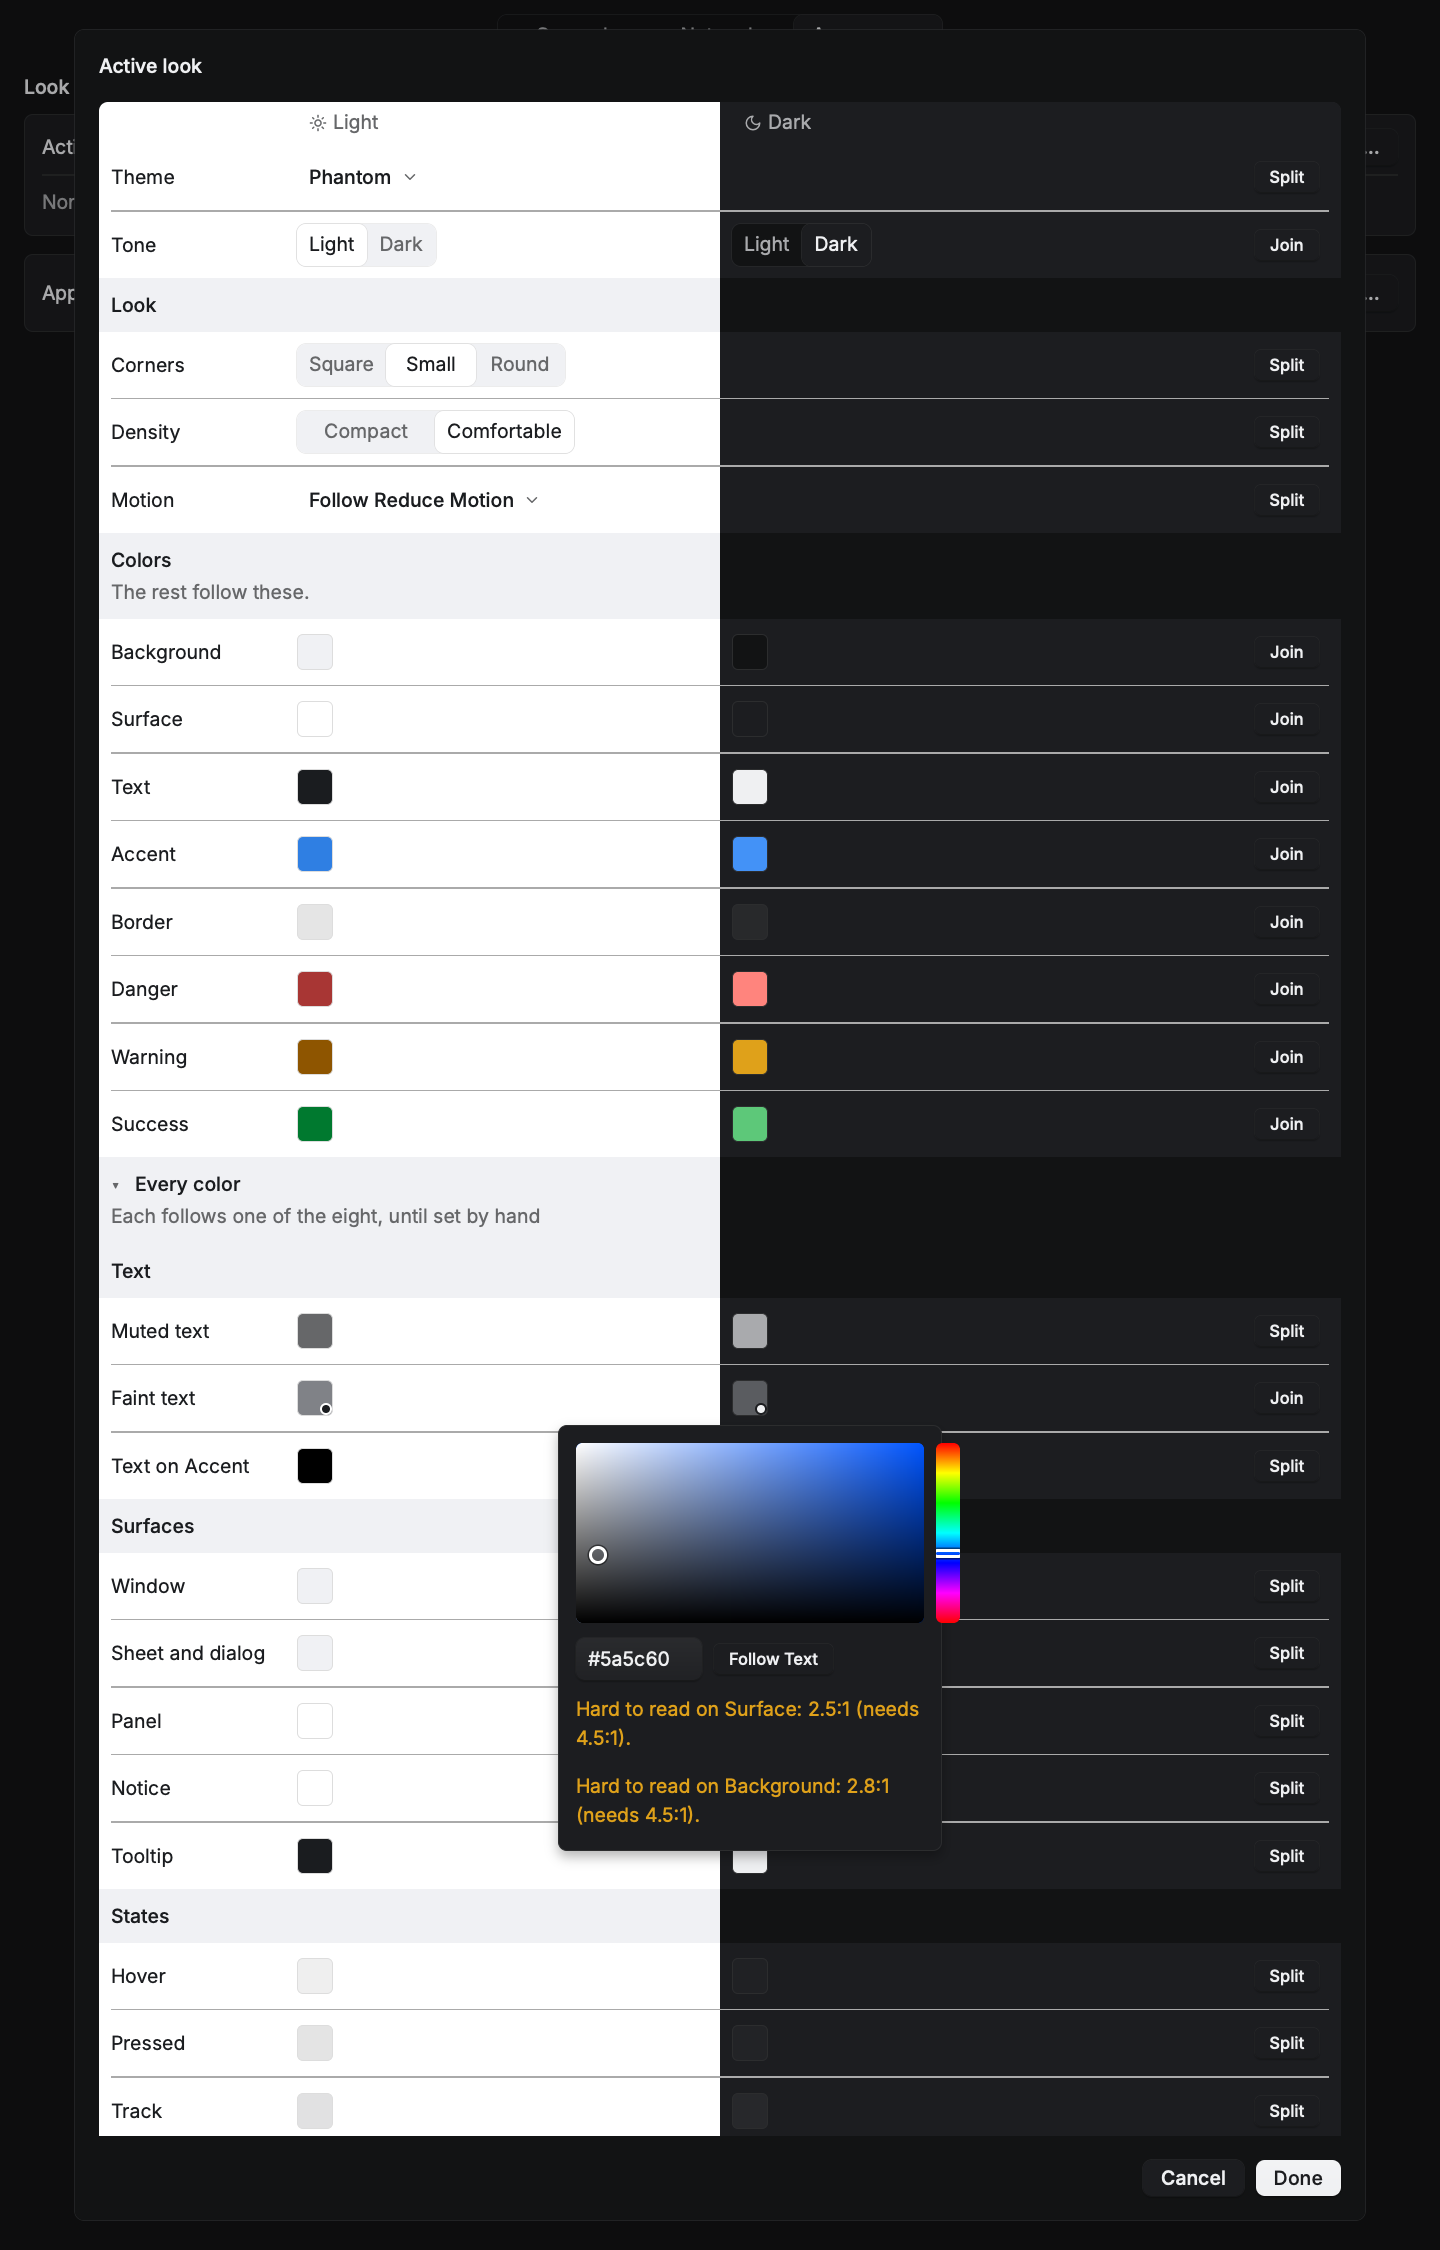 Active look
Look
Light
Dark
Theme
Phantom
Split
Tone
Light
Dark
Light
Dark
Join
Look
Corners
Square
Small
Round
Split
Density
Compact
Comfortable
Split
Motion
Follow Reduce Motion
Split
Colors
The rest follow these.
Background
Join
Surface
Join
Text
Join
Accent
Join
Border
Join
Danger
Join
Warning
Join
Success
Join
Every color
Each follows one of the eight, until set by hand
Text
Muted text
Split
Faint text
Join
Text on Accent
Split
Surfaces
Window
Split
Sheet and dialog
Split
Panel
Split
Notice
Split
Tooltip
Split
#5a5c60
Follow Text
Hard to read on Surface: 2.5:1 (needs
4.5:1).
Hard to read on Background: 2.8:1
(needs 4.5:1).
States
Hover
Split
Pressed
Split
Track
Split
Cancel
Done